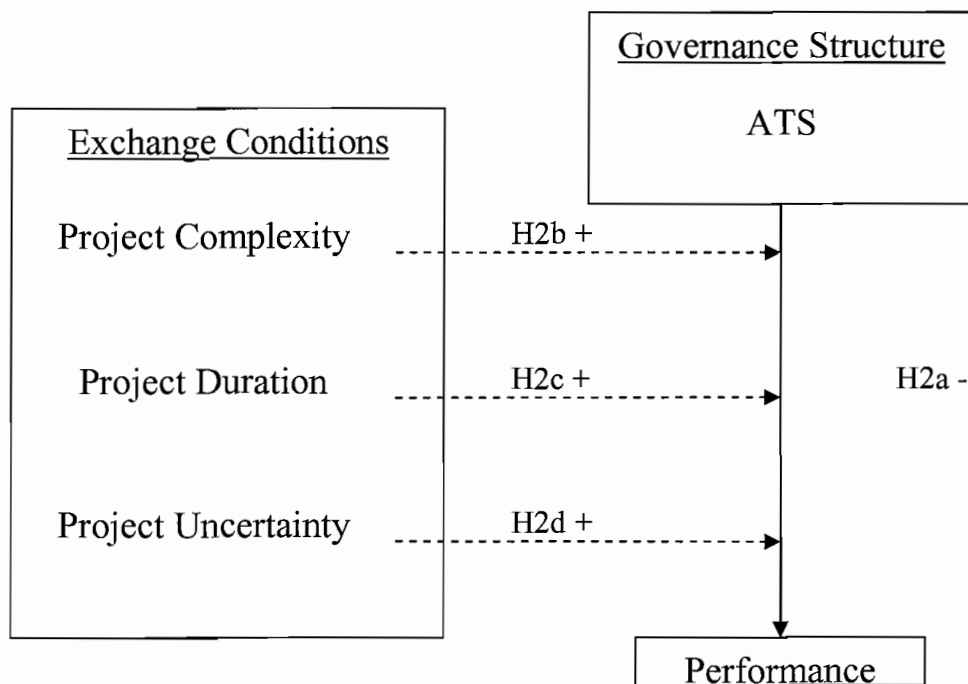 Governance Structure
ATS
Exchange Conditions
Project Complexity
H2b +
Project Duration
H2c +
H2a -
Project Uncertainty
H2d +
Performance